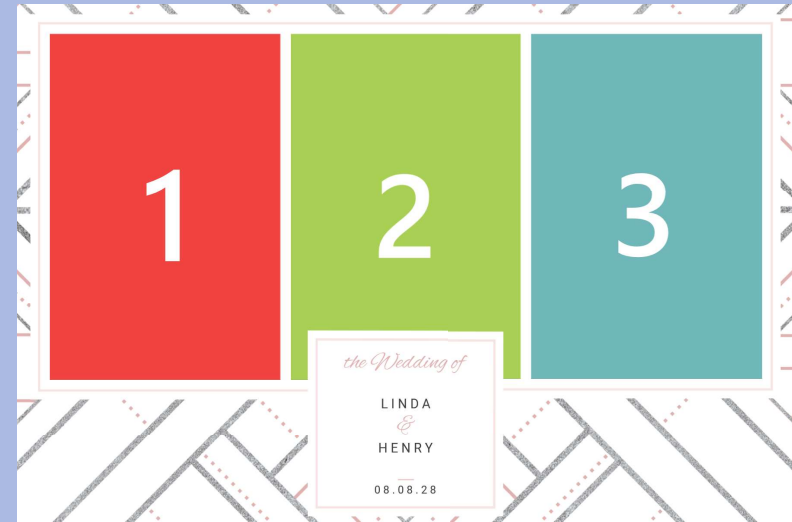 1
2
3
the Wedding of
LINDA
&
HENRY
08.08.28